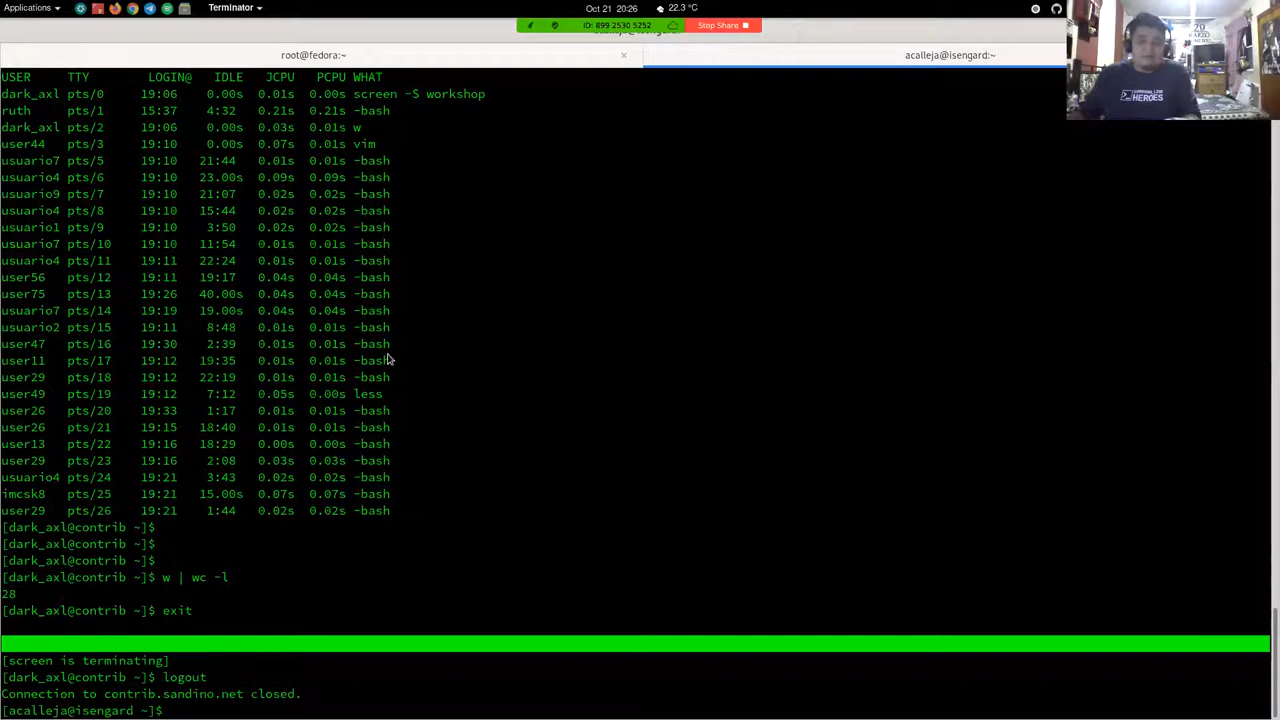 Applications
Terminator
Oct 21 20:26
22.3 °C
ID: 899 2530 5252
Stop Share
root@fedora:~
×
acalleja@isengard:~
USER TTY LOGIN@ IDLE JCPU PCPU WHAT
dark_axl pts/0 19:06 0.00s 0.01s 0.00s screen -S workshop
ruth pts/1 15:37 4:32 0.21s 0.21s -bash
dark_axl pts/2 19:06 0.00s 0.03s 0.01s w
user44 pts/3 19:10 0.00s 0.07s 0.01s vim
usuario7 pts/5 19:10 21:44 0.01s 0.01s -bash
usuario4 pts/6 19:10 23.00s 0.09s 0.09s -bash
usuario9 pts/7 19:10 21:07 0.02s 0.02s -bash
usuario4 pts/8 19:10 15:44 0.02s 0.02s -bash
usuario1 pts/9 19:10 3:50 0.02s 0.02s -bash
usuario7 pts/10 19:10 11:54 0.02s 0.02s -bash
usuario4 pts/11 19:11 22:24 0.01s 0.01s -bash
user56 pts/12 19:11 19:17 0.04s 0.04s -bash
user75 pts/13 19:26 40.00s 0.04s 0.04s -bash
usuario7 pts/14 19:19 19.00s 0.04s 0.04s -bash
usuario2 pts/15 19:11 8:48 0.01s 0.01s -bash
user47 pts/16 19:30 2:39 0.01s 0.01s -bash
user11 pts/17 19:12 19:35 0.01s 0.01s -bash
user29 pts/18 19:12 22:19 0.01s 0.01s -bash
user49 pts/19 19:12 7:12 0.05s 0.00s less
user26 pts/20 19:33 1:17 0.01s 0.01s -bash
user26 pts/21 19:15 18:40 0.01s 0.01s -bash
user13 pts/22 19:16 18:29 0.00s 0.00s -bash
user29 pts/23 19:16 2:08 0.03s 0.03s -bash
usuario4 pts/24 19:21 3:43 0.02s 0.02s -bash
imcsk8 pts/25 19:21 15.00s 0.07s 0.07s -bash
user29 pts/26 19:21 1:44 0.02s 0.02s -bash
[dark_axl@contrib ~]$
[dark_axl@contrib ~]$
[dark_axl@contrib ~]$
[dark_axl@contrib ~]$ w | wc -l
28
[dark_axl@contrib ~]$ exit
[screen is terminating]
[dark_axl@contrib ~]$ logout
Connection to contrib.sandino.net closed.
[acalleja@isengard ~]$
COMMAND LINE
HEROES